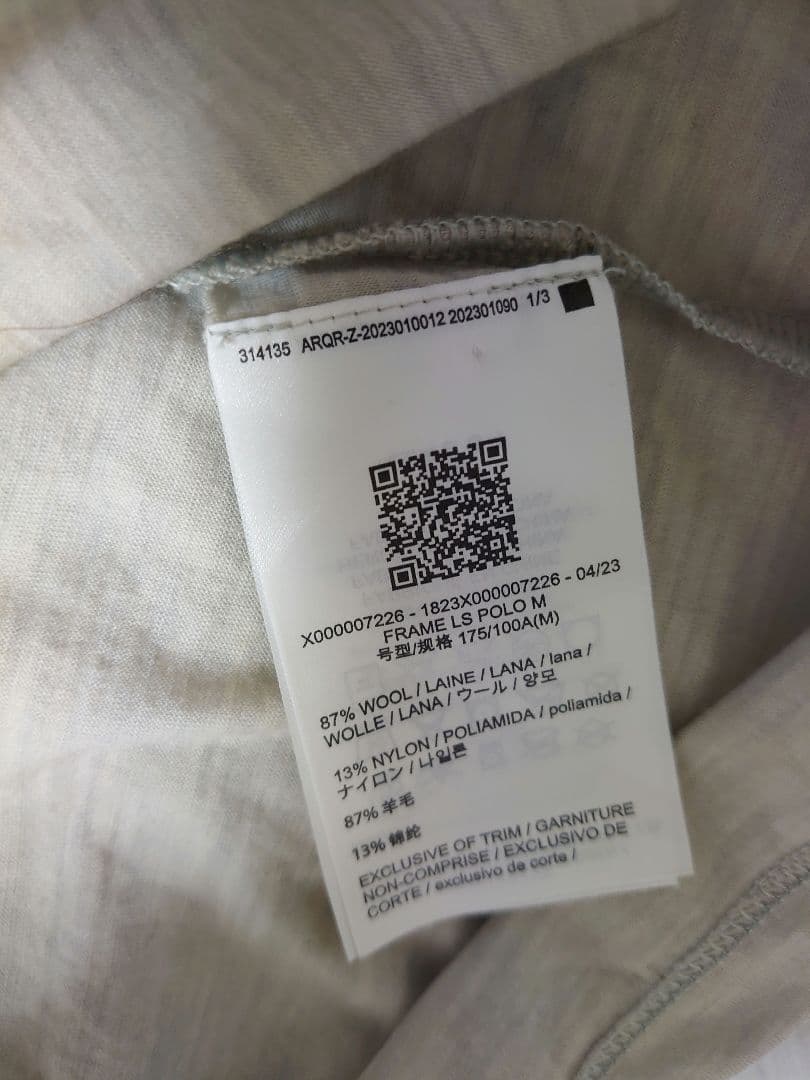 314135 ARQR-Z-2023010012 202301090 1/3
X000007226 - 1823X000007226 - 04/23
FRAME LS POLO M
号型/规格 175/100A(M)
87% WOOL / LAINE / LANA / lana /
WOLLE / LANA / ウール / 양모
13% NYLON / POLIAMIDA / poliamida /
ナイロン / 나일론
87% 羊毛
13% 錦綸
EXCLUSIVE OF TRIM / GARNITURE
NON-COMPRISE / EXCLUSIVO DE
CORTE / exclusivo de corte /